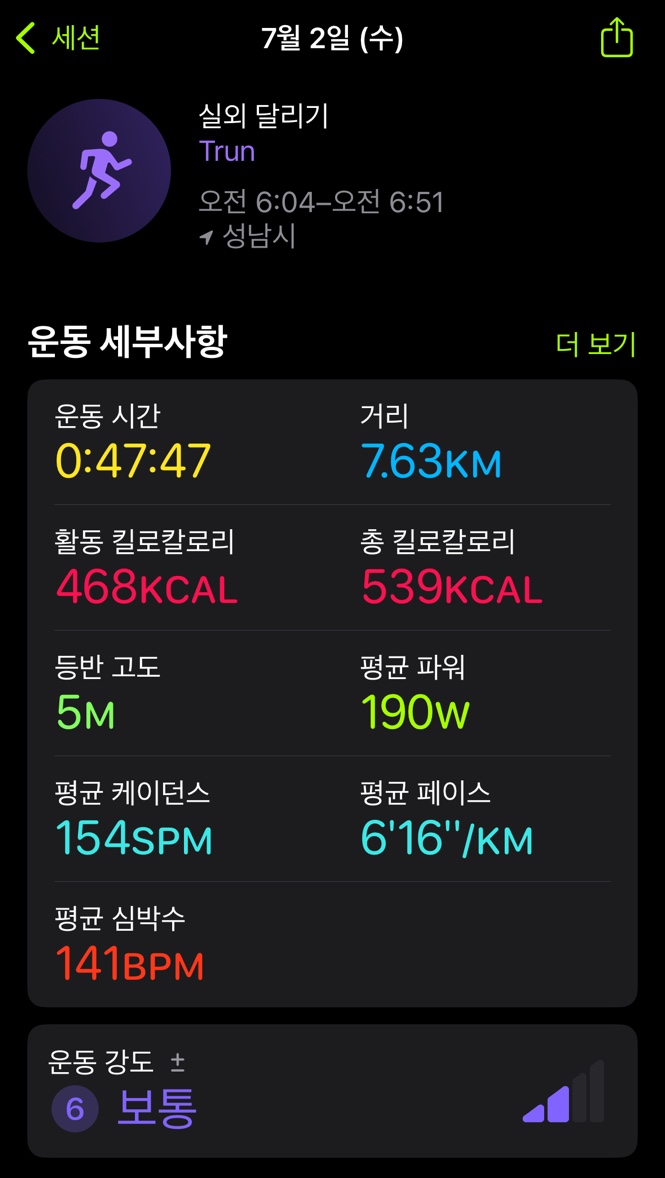 세션
7월 2일 (수)
실외 달리기
Trun
오전 6:04–오전 6:51
성남시
운동 세부사항
더 보기
운동 시간
거리
0:47:47
7.63KM
활동 킬로칼로리
총 킬로칼로리
468KCAL
539KCAL
등반 고도
평균 파워
5M
190W
평균 케이던스
평균 페이스
154SPM
6'16''/KM
평균 심박수
141BPM
운동 강도 ±
6 보통